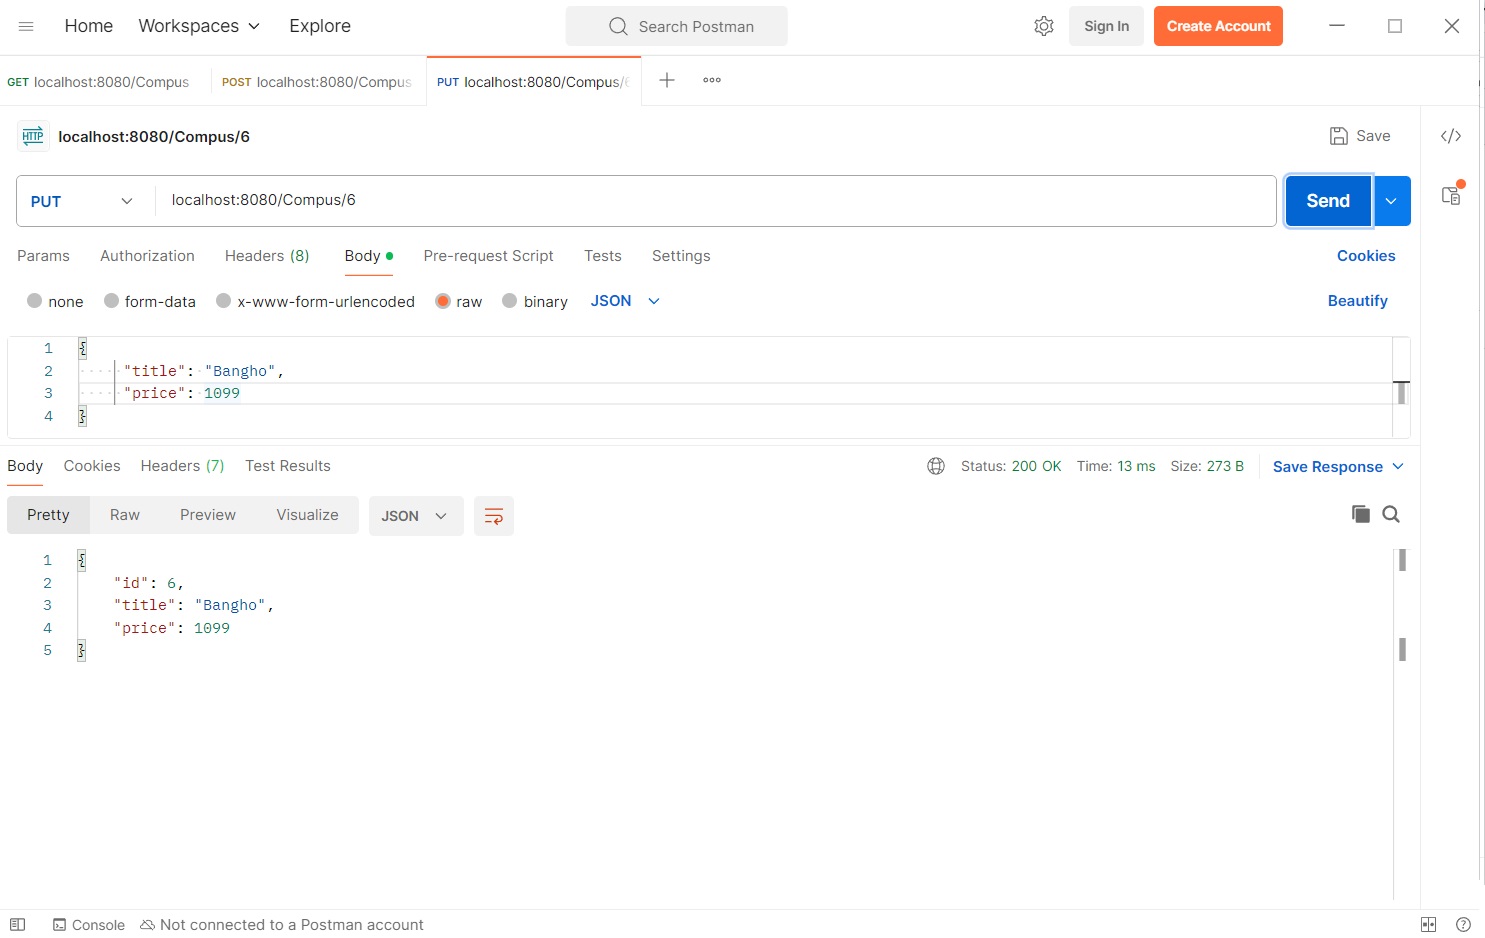 Home Workspaces Explore Search Postman Sign In Create Account
GET localhost:8080/Compus POST localhost:8080/Compus PUT localhost:8080/Compus/6
HTTP localhost:8080/Compus/6 Save </>
PUT localhost:8080/Compus/6 Send
Params Authorization Headers (8) Body Pre-request Script Tests Settings Cookies
none form-data x-www-form-urlencoded raw binary JSON Beautify
1 {
2 "title": "Bangho",
3 "price": 1099
4 }
Body Cookies Headers (7) Test Results Status: 200 OK Time: 13 ms Size: 273 B Save Response
Pretty Raw Preview Visualize JSON
1 {
2 "id": 6,
3 "title": "Bangho",
4 "price": 1099
5 }
Console Not connected to a Postman account